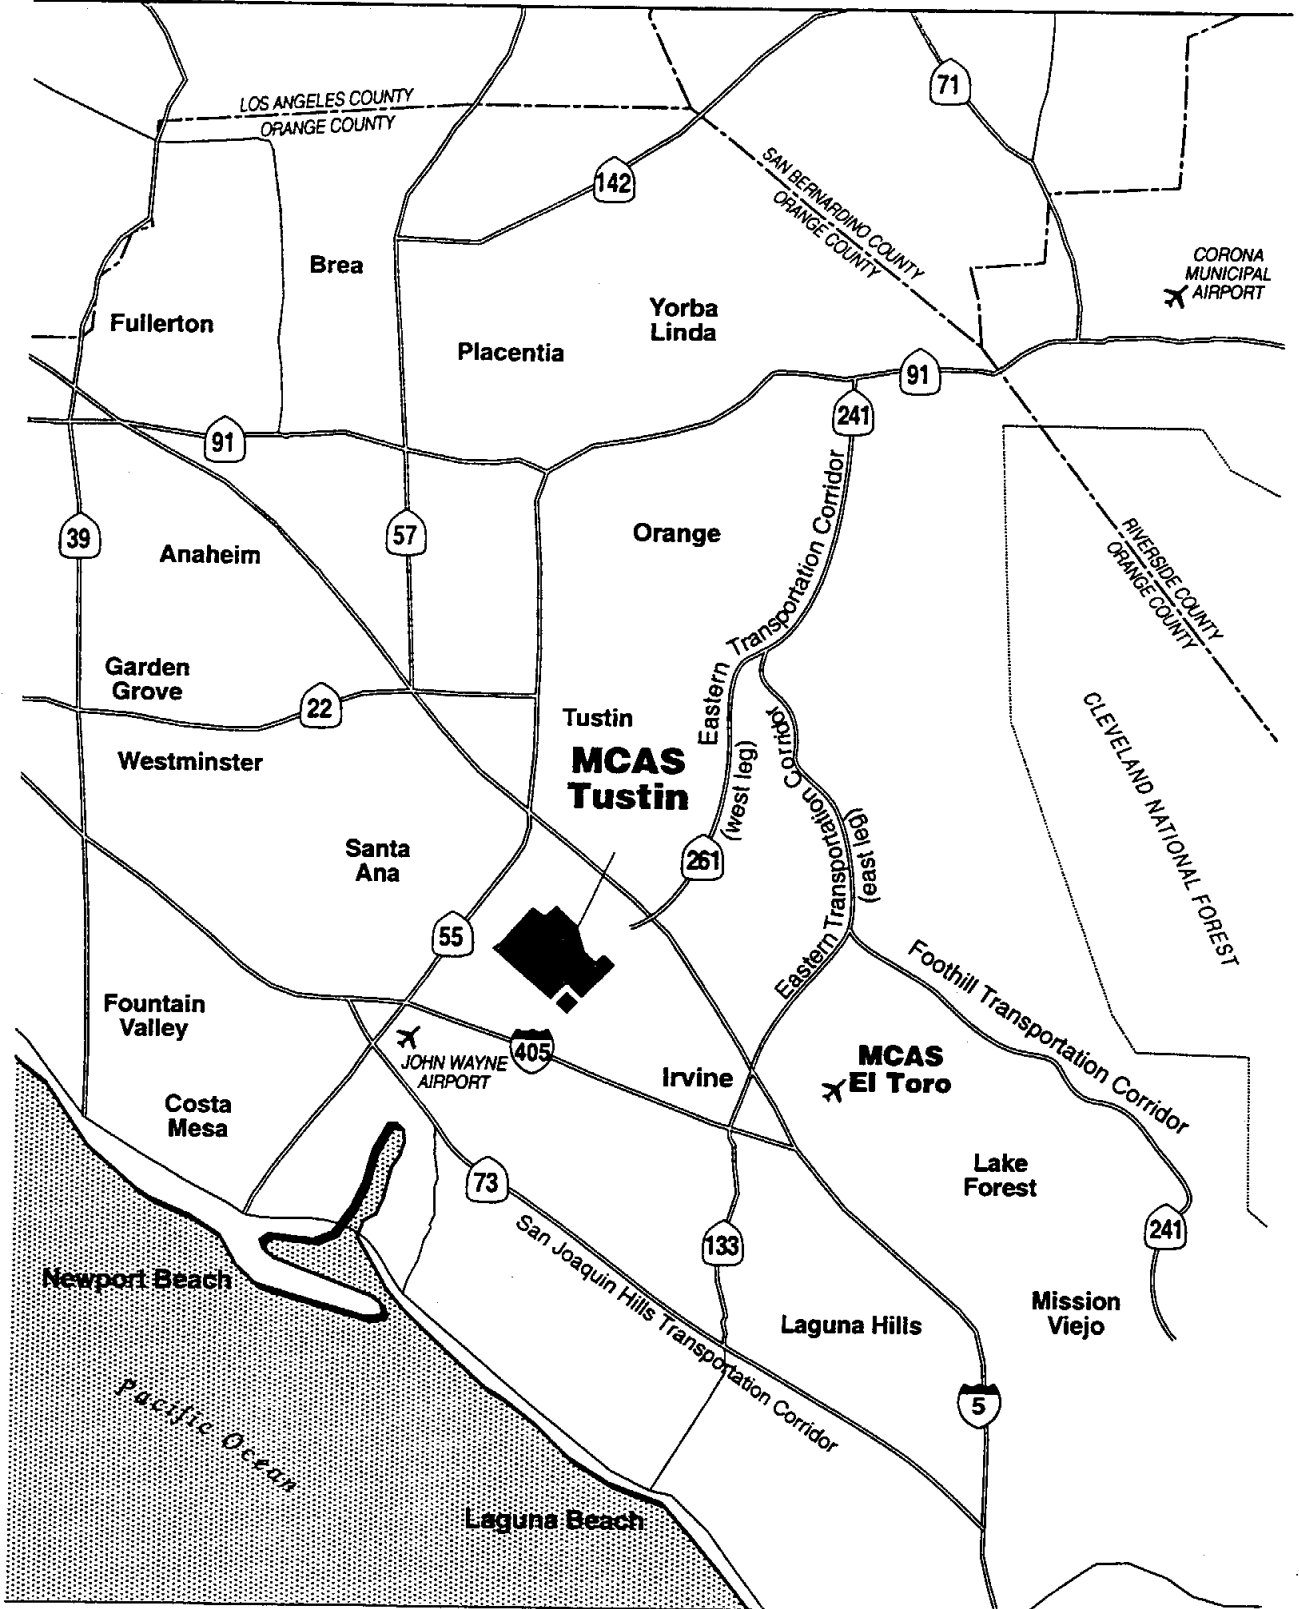 71
LOS ANGELES COUNTY
ORANGE COUNTY
142
SAN BERNARDINO COUNTY
ORANGE COUNTY
CORONA
MUNICIPAL
AIRPORT
Brea
Fullerton
Yorba
Linda
Placentia
91
241
91
39
57
Anaheim
Orange
Eastern Transportation Corridor
RIVERSIDE COUNTY
ORANGE COUNTY
Garden
Grove
22
Westminster
Tustin
MCAS
Tustin
(west leg)
Eastern Transportation Corridor
(east leg)
CLEVELAND NATIONAL FOREST
Santa
Ana
261
55
Foothill Transportation Corridor
Fountain
Valley
JOHN WAYNE
AIRPORT
405
Irvine
MCAS
El Toro
Costa
Mesa
73
Lake
Forest
133
241
San Joaquin Hills Transportation Corridor
Newport Beach
Laguna Hills
Mission
Viejo
5
Pacific Ocean
Laguna Beach